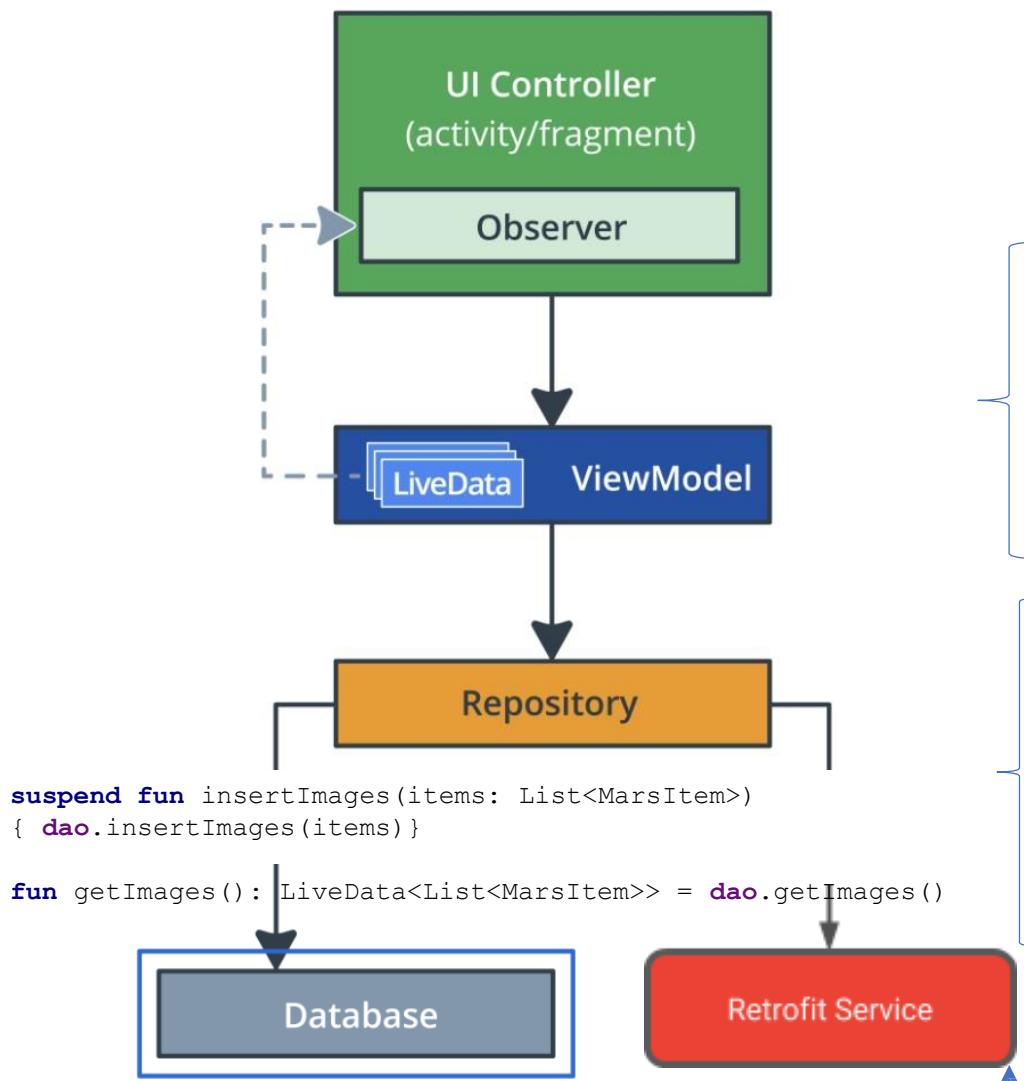 UI Controller
(activity/fragment)
Observer
LiveData
ViewModel
Repository
suspend fun insertImages(items: List<MarsItem>)
{ dao.insertImages(items)}
fun getImages(): LiveData<List<MarsItem>> = dao.getImages()
Database
Retrofit Service